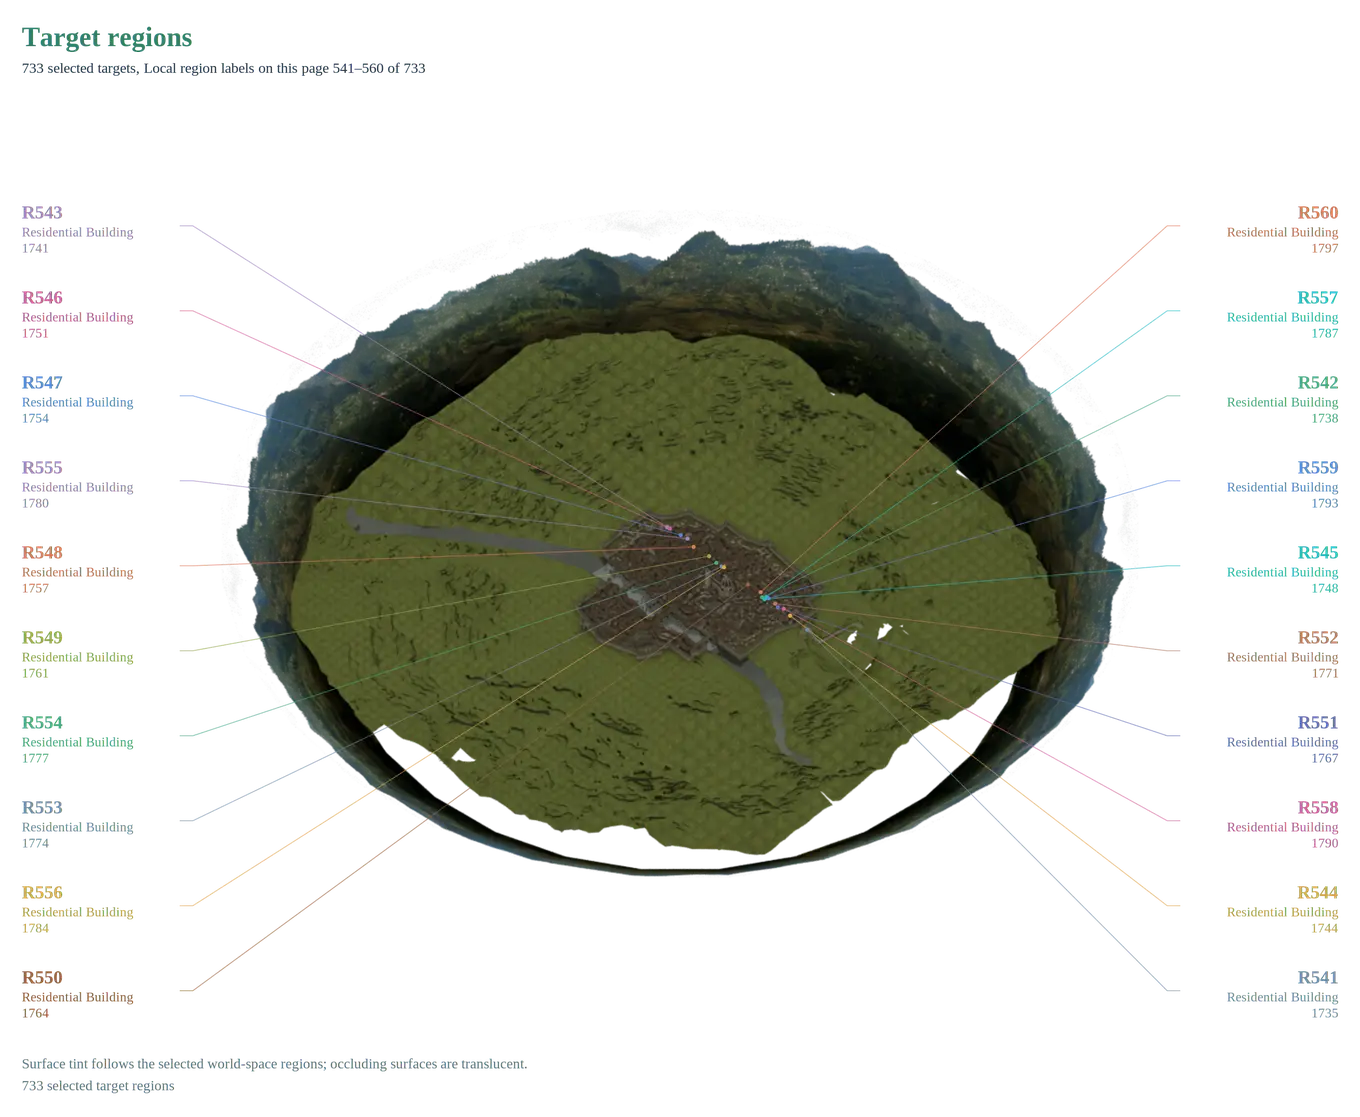 Target regions
733 selected targets, Local region labels on this page 541–560 of 733
R543
Residential Building
1741
R546
Residential Building
1751
R547
Residential Building
1754
R555
Residential Building
1780
R548
Residential Building
1757
R549
Residential Building
1761
R554
Residential Building
1777
R553
Residential Building
1774
R556
Residential Building
1784
R550
Residential Building
1764
R560
Residential Building
1797
R557
Residential Building
1787
R542
Residential Building
1738
R559
Residential Building
1793
R545
Residential Building
1748
R552
Residential Building
1771
R551
Residential Building
1767
R558
Residential Building
1790
R544
Residential Building
1744
R541
Residential Building
1735
Surface tint follows the selected world-space regions; occluding surfaces are translucent.
733 selected target regions